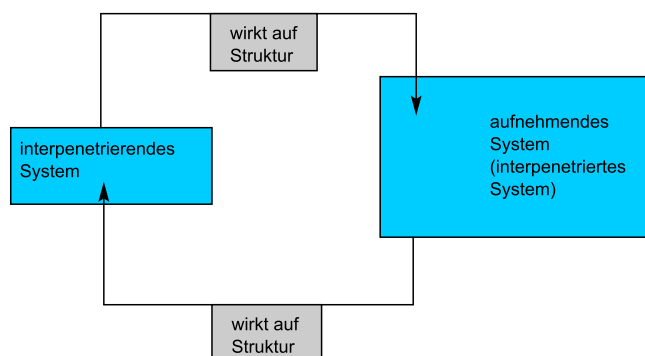 wirkt auf
Struktur
interpenetrierendes
System
aufnehmendes
System
(interpenetriertes
System)
wirkt auf
Struktur